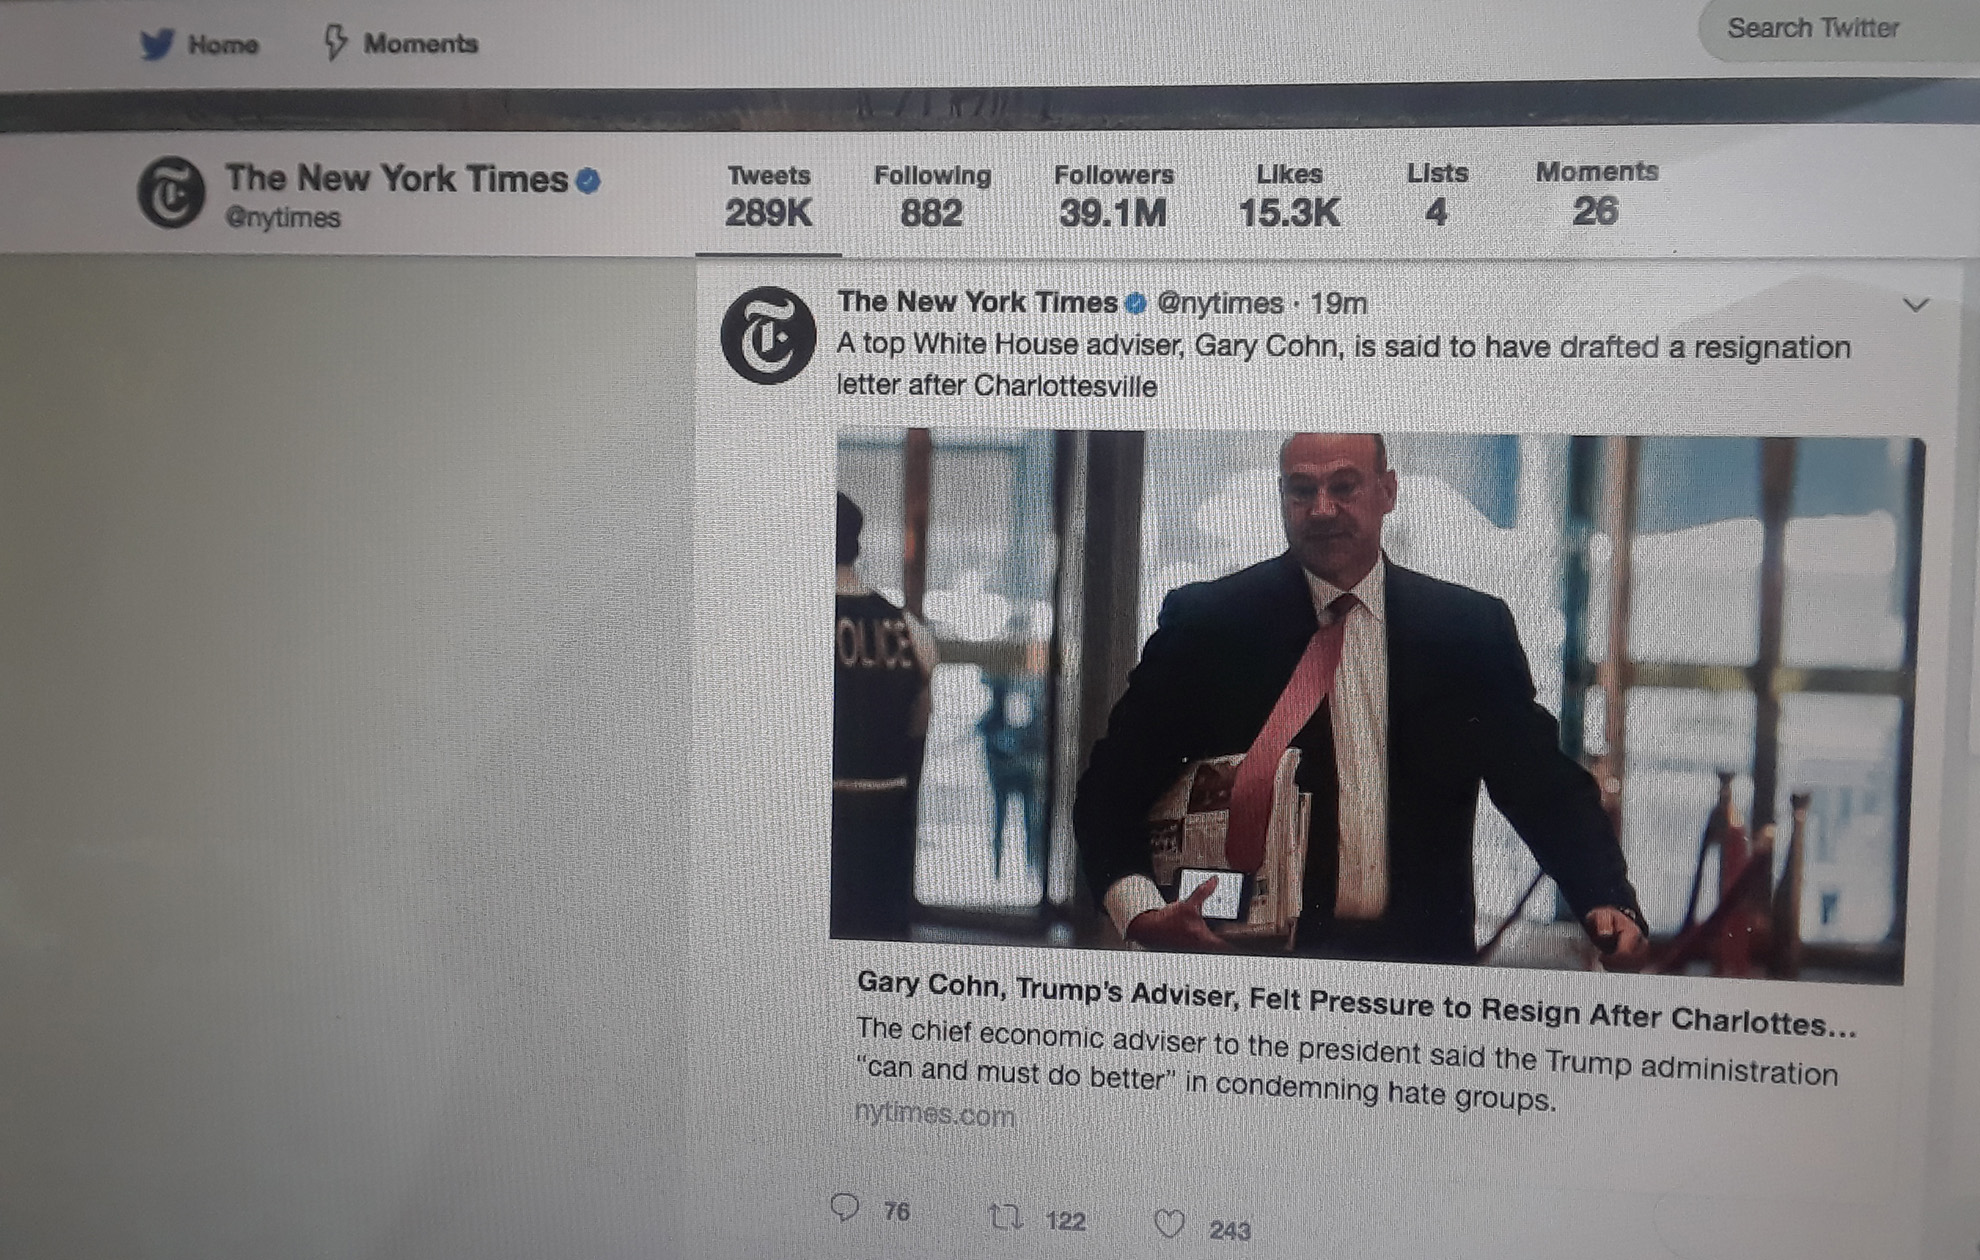 Home Moments Search Twitter
The New York Times
@nytimes
Tweets Following Followers Likes Lists Moments
289K 882 39.1M 15.3K 4 26
The New York Times @nytimes · 19m
A top White House adviser, Gary Cohn, is said to have drafted a resignation
letter after Charlottesville
OLICE
Gary Cohn, Trump's Adviser, Felt Pressure to Resign After Charlottes...
The chief economic adviser to the president said the Trump administration
"can and must do better" in condemning hate groups.
nytimes.com
76 122 243